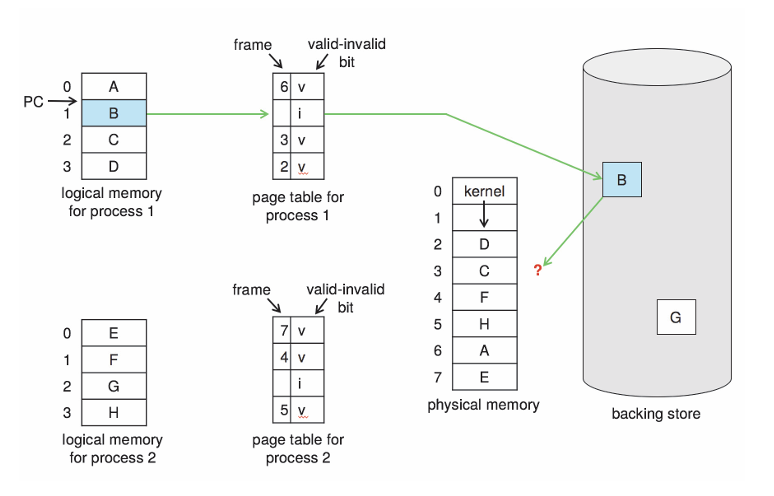 frame valid-invalid
bit
0 A 6 v
PC
1 B i
2 C 3 v
3 D 2 v
logical memory
for process 1
page table for
process 1
B
0 kernel
1
2 D
3 C ?
4 F
5 H
6 A
7 E
physical memory
G
backing store
frame valid-invalid
bit
0 E 7 v
1 F 4 v
2 G i
3 H 5 v
logical memory
for process 2
page table for
process 2